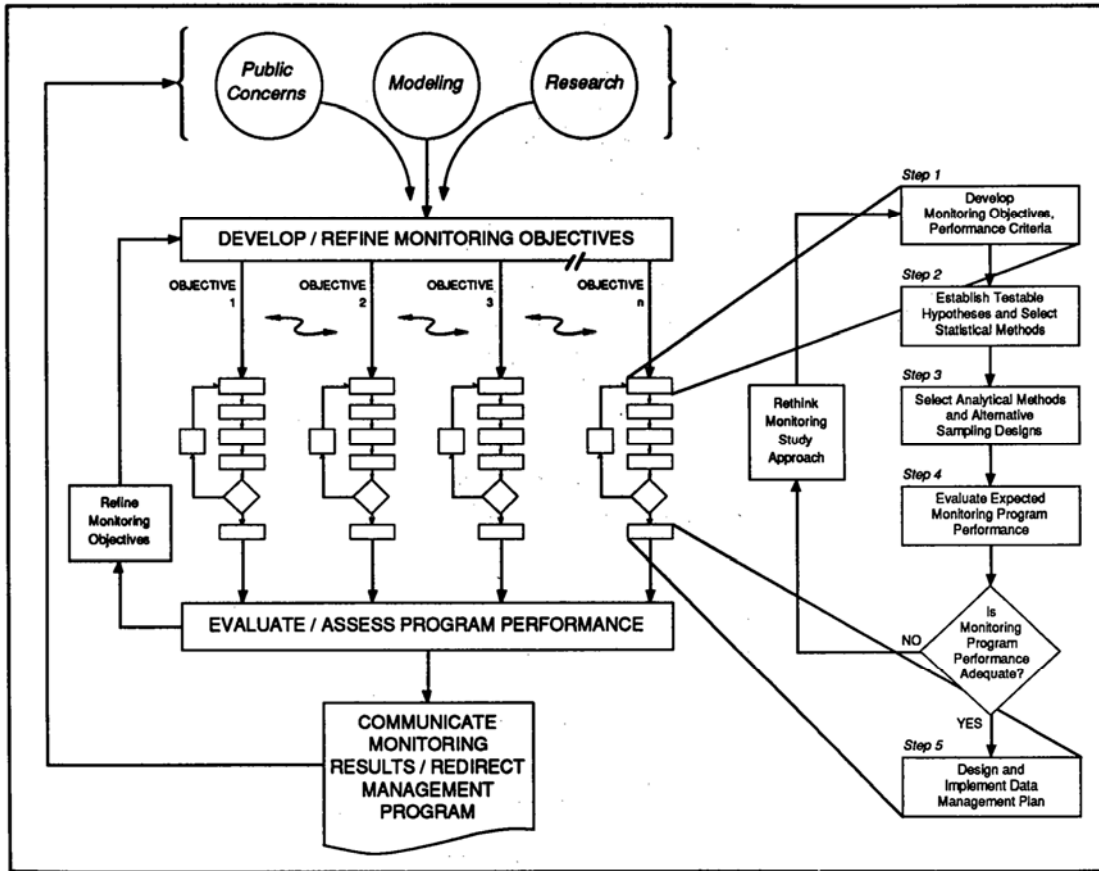 Public
Concerns
Modeling
Research
DEVELOP / REFINE MONITORING OBJECTIVES
OBJECTIVE
1
OBJECTIVE
2
OBJECTIVE
3
OBJECTIVE
n
Refine
Monitoring
Objectives
EVALUATE / ASSESS PROGRAM PERFORMANCE
COMMUNICATE
MONITORING
RESULTS / REDIRECT
MANAGEMENT
PROGRAM
Step 1
Develop
Monitoring Objectives,
Performance Criteria
Step 2
Establish Testable
Hypotheses and Select
Statistical Methods
Step 3
Select Analytical Methods
and Alternative
Sampling Designs
Rethink
Monitoring
Study
Approach
Step 4
Evaluate Expected
Monitoring Program
Performance
Is
Monitoring
Program
Performance
Adequate?
NO
YES
Step 5
Design and
Implement Data
Management Plan